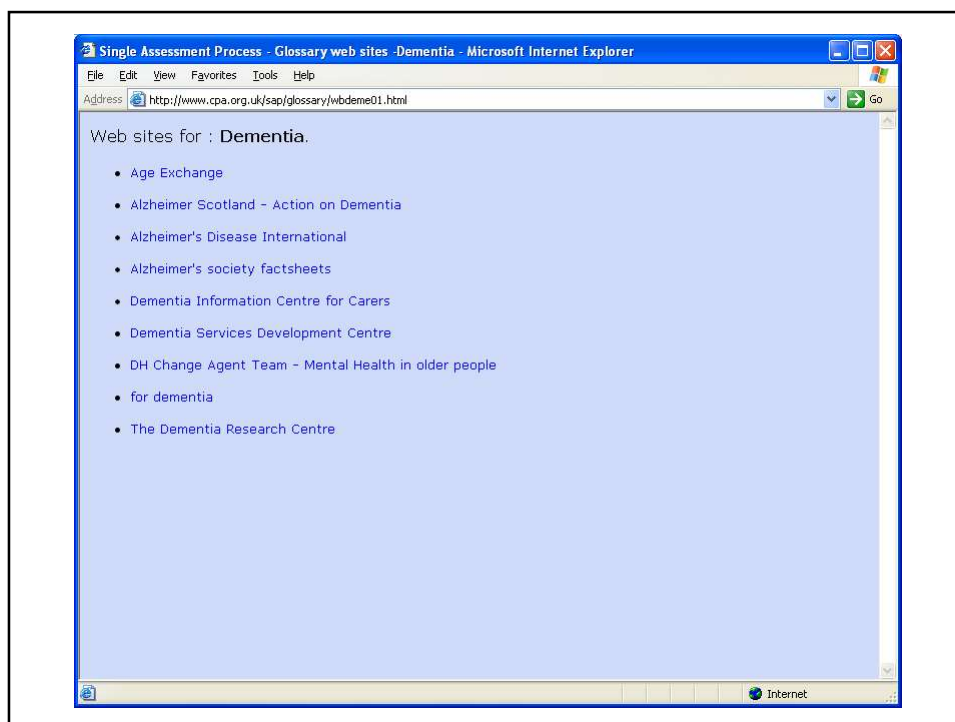 Single Assessment Process - Glossary web sites -Dementia - Microsoft Internet Explorer
File Edit View Favorites Tools Help
Address http://www.cpa.org.uk/sap/glossary/wbdeme01.html Go
Web sites for : Dementia.
• Age Exchange
• Alzheimer Scotland - Action on Dementia
• Alzheimer's Disease International
• Alzheimer's society factsheets
• Dementia Information Centre for Carers
• Dementia Services Development Centre
• DH Change Agent Team - Mental Health in older people
• for dementia
• The Dementia Research Centre
Internet